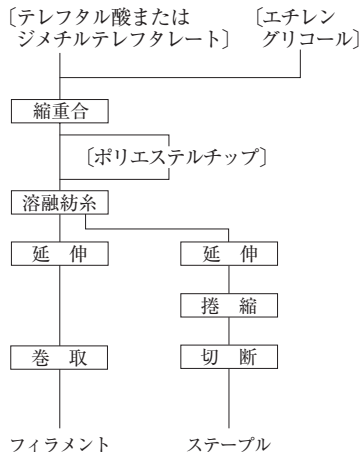 〔テレフタル酸または
ジメチルテレフタレート〕
〔エチレン
グリコール〕
縮重合
〔ポリエステルチップ〕
溶融紡糸
延　伸
延　伸
捲　縮
巻　取
切　断
フィラメント
ステープル